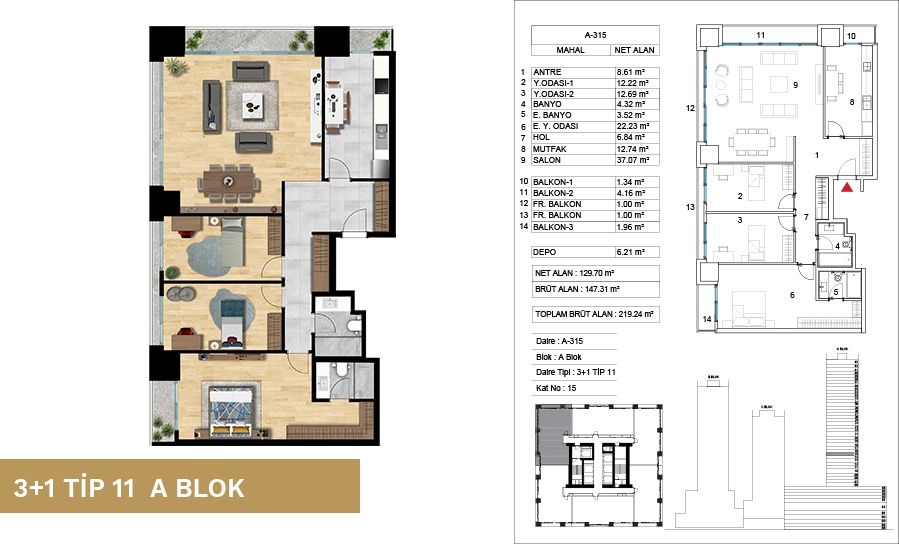 3+1 TİP 11 A BLOK
A-315
MAHAL NET ALAN
1 ANTRE 8.61 m²
2 Y.ODASI-1 12.22 m²
3 Y.ODASI-2 12.69 m²
4 BANYO 4.32 m²
5 E. BANYO 3.52 m²
6 E. Y. ODASI 22.23 m²
7 HOL 6.84 m²
8 MUTFAK 12.74 m²
9 SALON 37.07 m²
10 BALKON-1 1.34 m²
11 BALKON-2 4.16 m²
12 FR. BALKON 1.00 m²
13 FR. BALKON 1.00 m²
14 BALKON-3 1.96 m²
DEPO 6.21 m²
NET ALAN : 129.70 m²
BRÜT ALAN : 147.31 m²
TOPLAM BRÜT ALAN : 219.24 m²
Daire : A-315
Blok : A Blok
Daire Tipi : 3+1 TİP 11
Kat No : 15
11 10
9
12 8
1
2
13 7
3
4
5
6
14
B BLOK
C BLOK